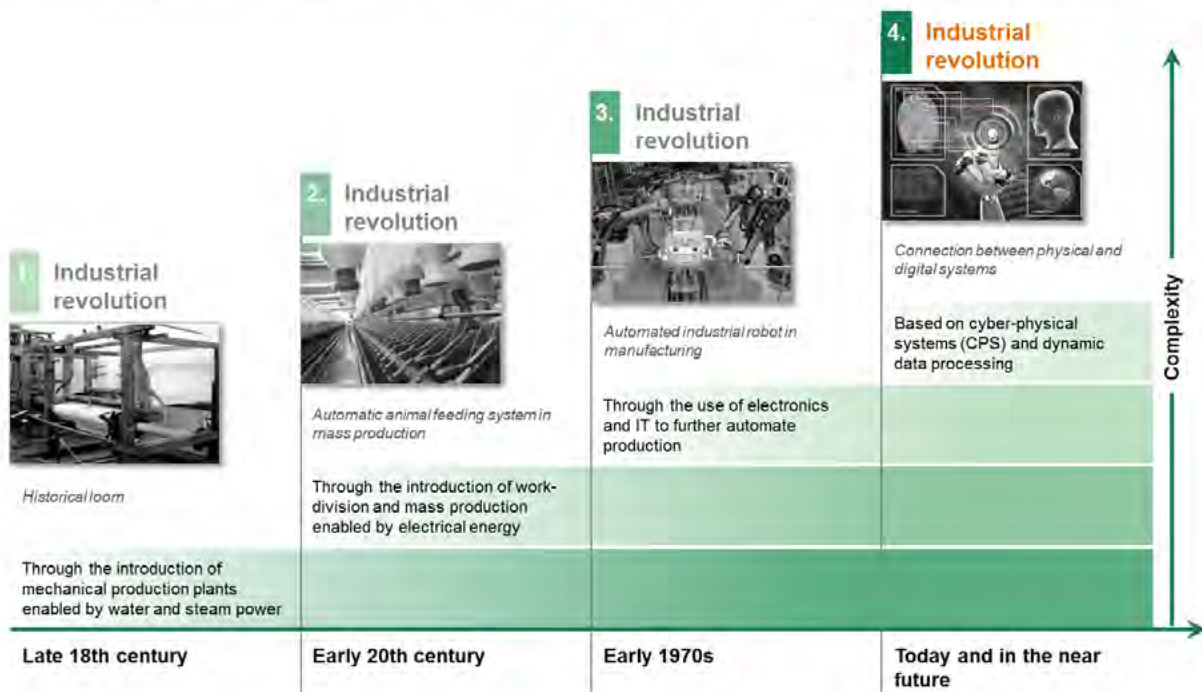 1. Industrial
revolution
Historical loom
Through the introduction of
mechanical production plants
enabled by water and steam power
Late 18th century
2. Industrial
revolution
Automatic animal feeding system in
mass production
Through the introduction of work-
division and mass production
enabled by electrical energy
Early 20th century
3. Industrial
revolution
Automated industrial robot in
manufacturing
Through the use of electronics
and IT to further automate
production
Early 1970s
4. Industrial
revolution
Connection between physical and
digital systems
Based on cyber-physical
systems (CPS) and dynamic
data processing
Today and in the near
future
Complexity